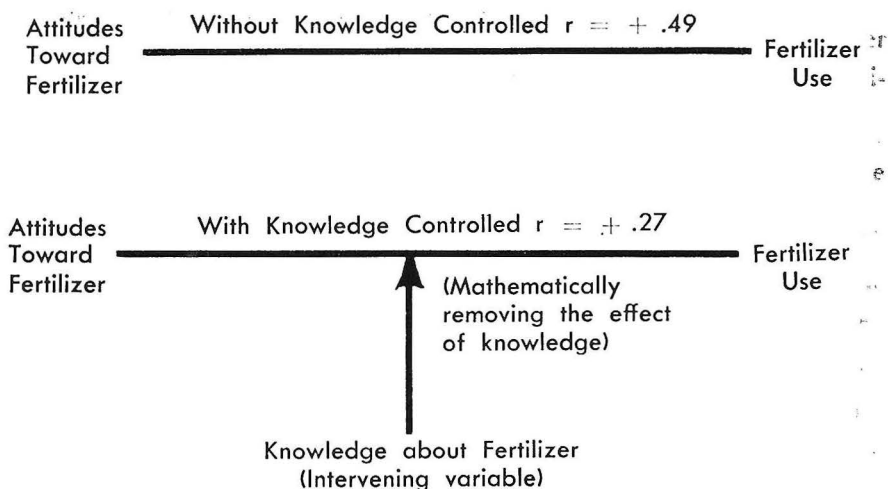 Attitudes
Toward
Fertilizer
Without Knowledge Controlled r = + .49
Fertilizer
Use
Attitudes
Toward
Fertilizer
With Knowledge Controlled r = + .27
Fertilizer
Use
(Mathematically
removing the effect
of knowledge)
Knowledge about Fertilizer
(Intervening variable)